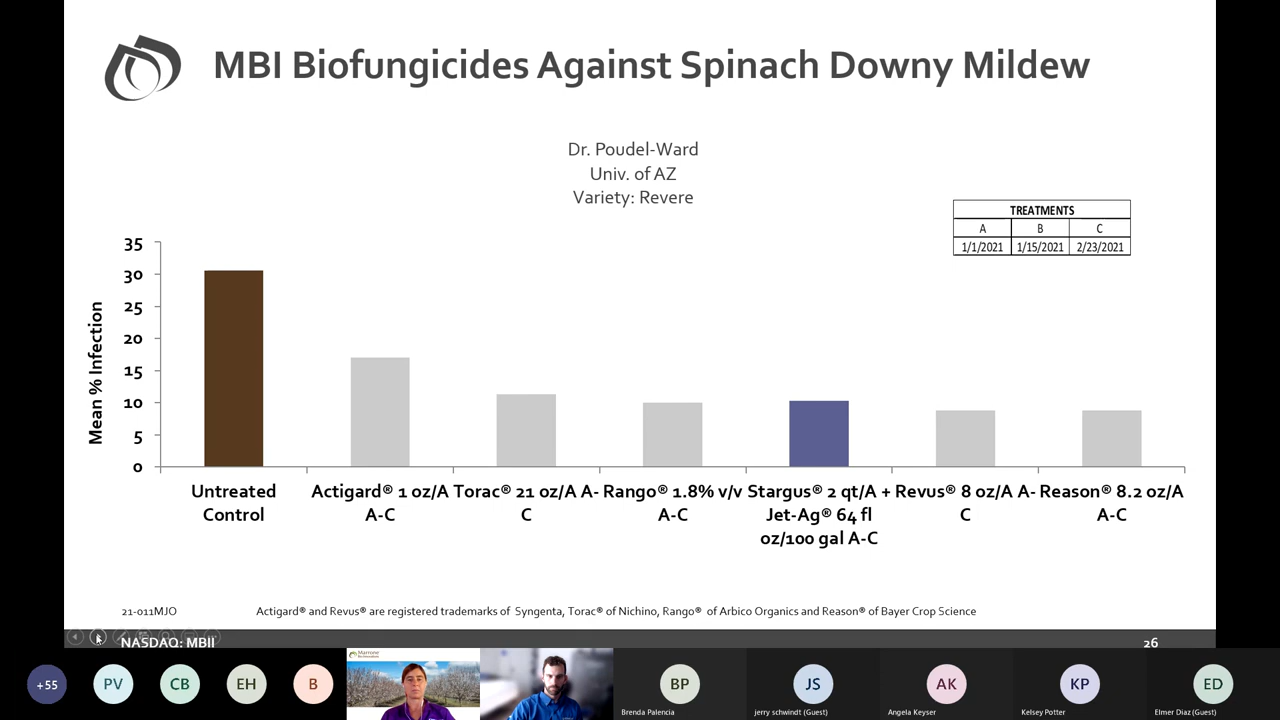 MBI Biofungicides Against Spinach Downy Mildew
Dr. Poudel-Ward
Univ. of AZ
Variety: Revere
TREATMENTS
A B C
1/1/2021 1/15/2021 2/23/2021
Mean % Infection
35
30
25
20
15
10
5
0
Untreated
Control
Actigard® 1 oz/A
A-C
Torac® 21 oz/A A-
C
Rango® 1.8% v/v
A-C
Stargus® 2 qt/A +
Jet-Ag® 64 fl
oz/100 gal A-C
Revus® 8 oz/A A-
C
Reason® 8.2 oz/A
A-C
21-011MJO
Actigard® and Revus® are registered trademarks of Syngenta, Torac® of Nichino, Rango® of Arbico Organics and Reason® of Bayer Crop Science
NASDAQ: MBII
26
+55
PV
CB
EH
B
Marrone
BP
Brenda Palencia
JS
jerry schwindt (Guest)
AK
Angela Keyser
KP
Kelsey Potter
ED
Elmer Diaz (Guest)